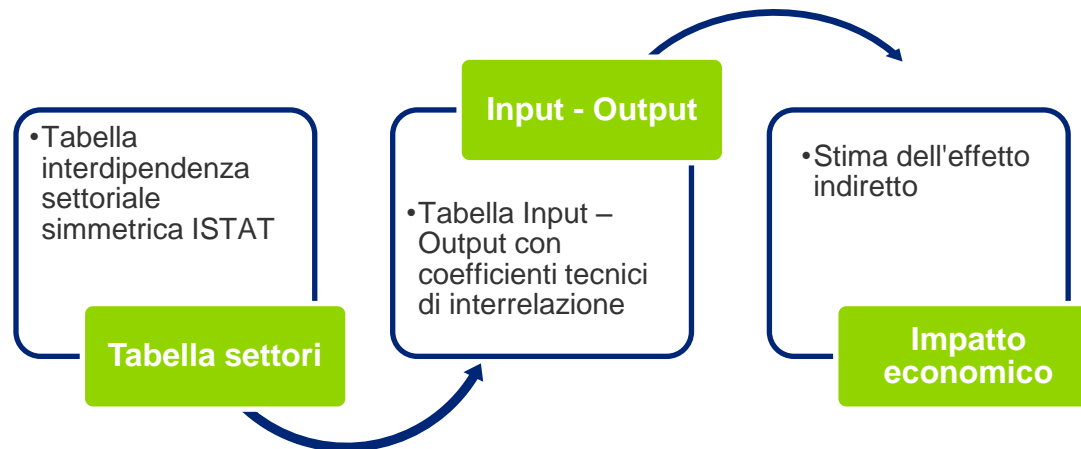 •Tabella
interdipendenza
settoriale
simmetrica ISTAT
Tabella settori
Input - Output
•Tabella Input –
Output con
coefficienti tecnici
di interrelazione
•Stima dell'effetto
indiretto
Impatto
economico